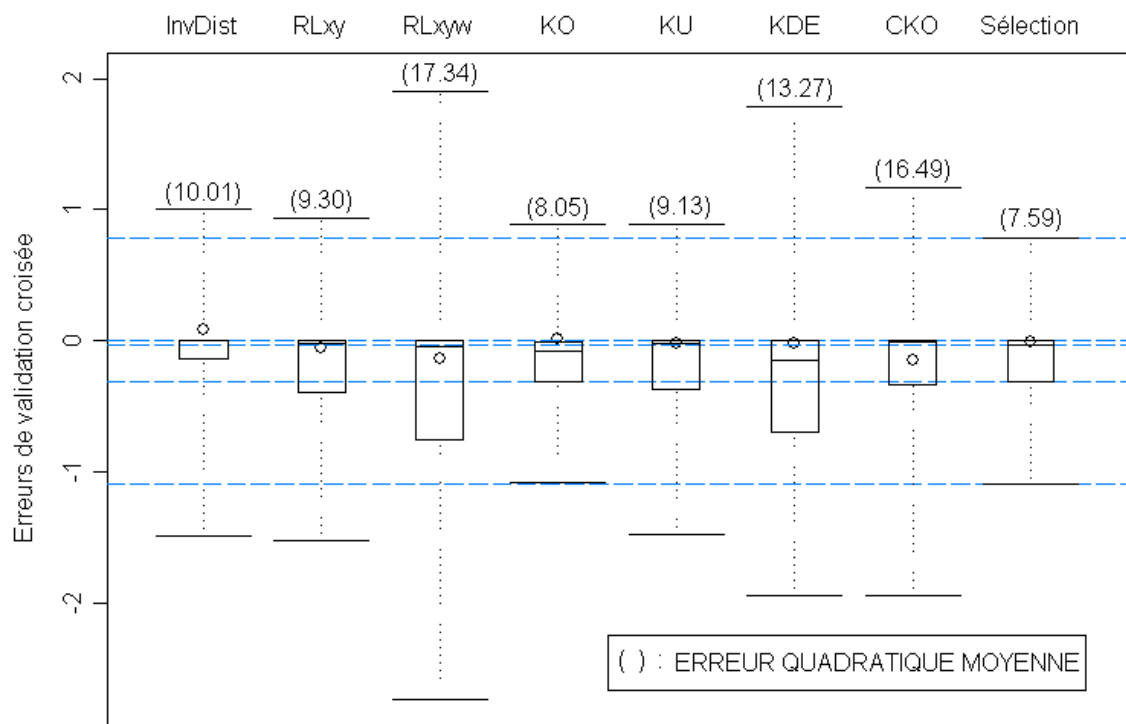 InvDist RLxy RLxyw KO KU KDE CKO Sélection
(17.34)
(13.27)
(16.49)
(10.01) (9.30) (8.05) (9.13) (7.59)
2
1
0
-1
-2
Erreurs de validation croisée
( ) : ERREUR QUADRATIQUE MOYENNE